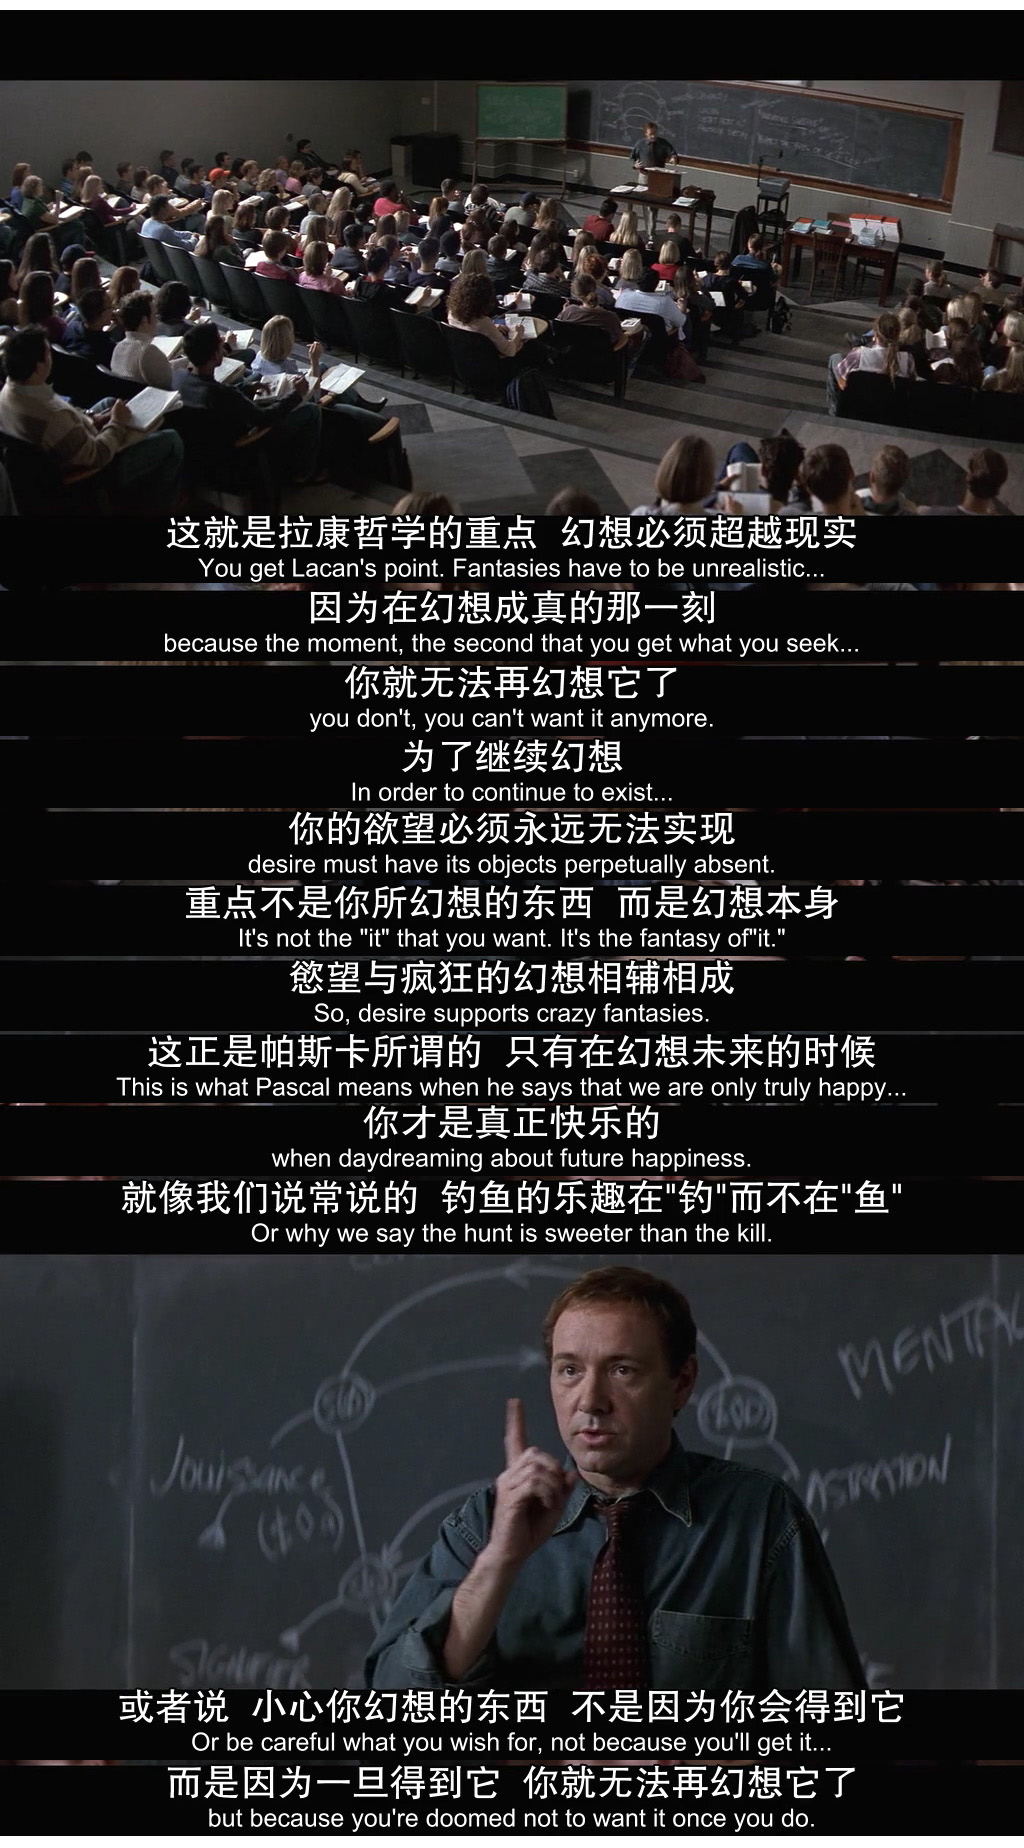 这就是拉康哲学的重点 幻想必须超越现实
You get Lacan's point. Fantasies have to be unrealistic...
因为在幻想成真的那一刻
because the moment, the second that you get what you seek...
你就无法再幻想它了
you don't, you can't want it anymore.
为了继续幻想
In order to continue to exist...
你的欲望必须永远无法实现
desire must have its objects perpetually absent.
重点不是你所幻想的东西 而是幻想本身
It's not the "it" that you want. It's the fantasy of"it."
慾望与疯狂的幻想相辅相成
So, desire supports crazy fantasies.
这正是帕斯卡所谓的 只有在幻想未来的时候
This is what Pascal means when he says that we are only truly happy...
你才是真正快乐的
when daydreaming about future happiness.
就像我们说常说的 钓鱼的乐趣在"钓"而不在"鱼"
Or why we say the hunt is sweeter than the kill.
MENTAL
Jouissance
或者说 小心你幻想的东西 不是因为你会得到它
Or be careful what you wish for, not because you'll get it...
而是因为一旦得到它 你就无法再幻想它了
but because you're doomed not to want it once you do.